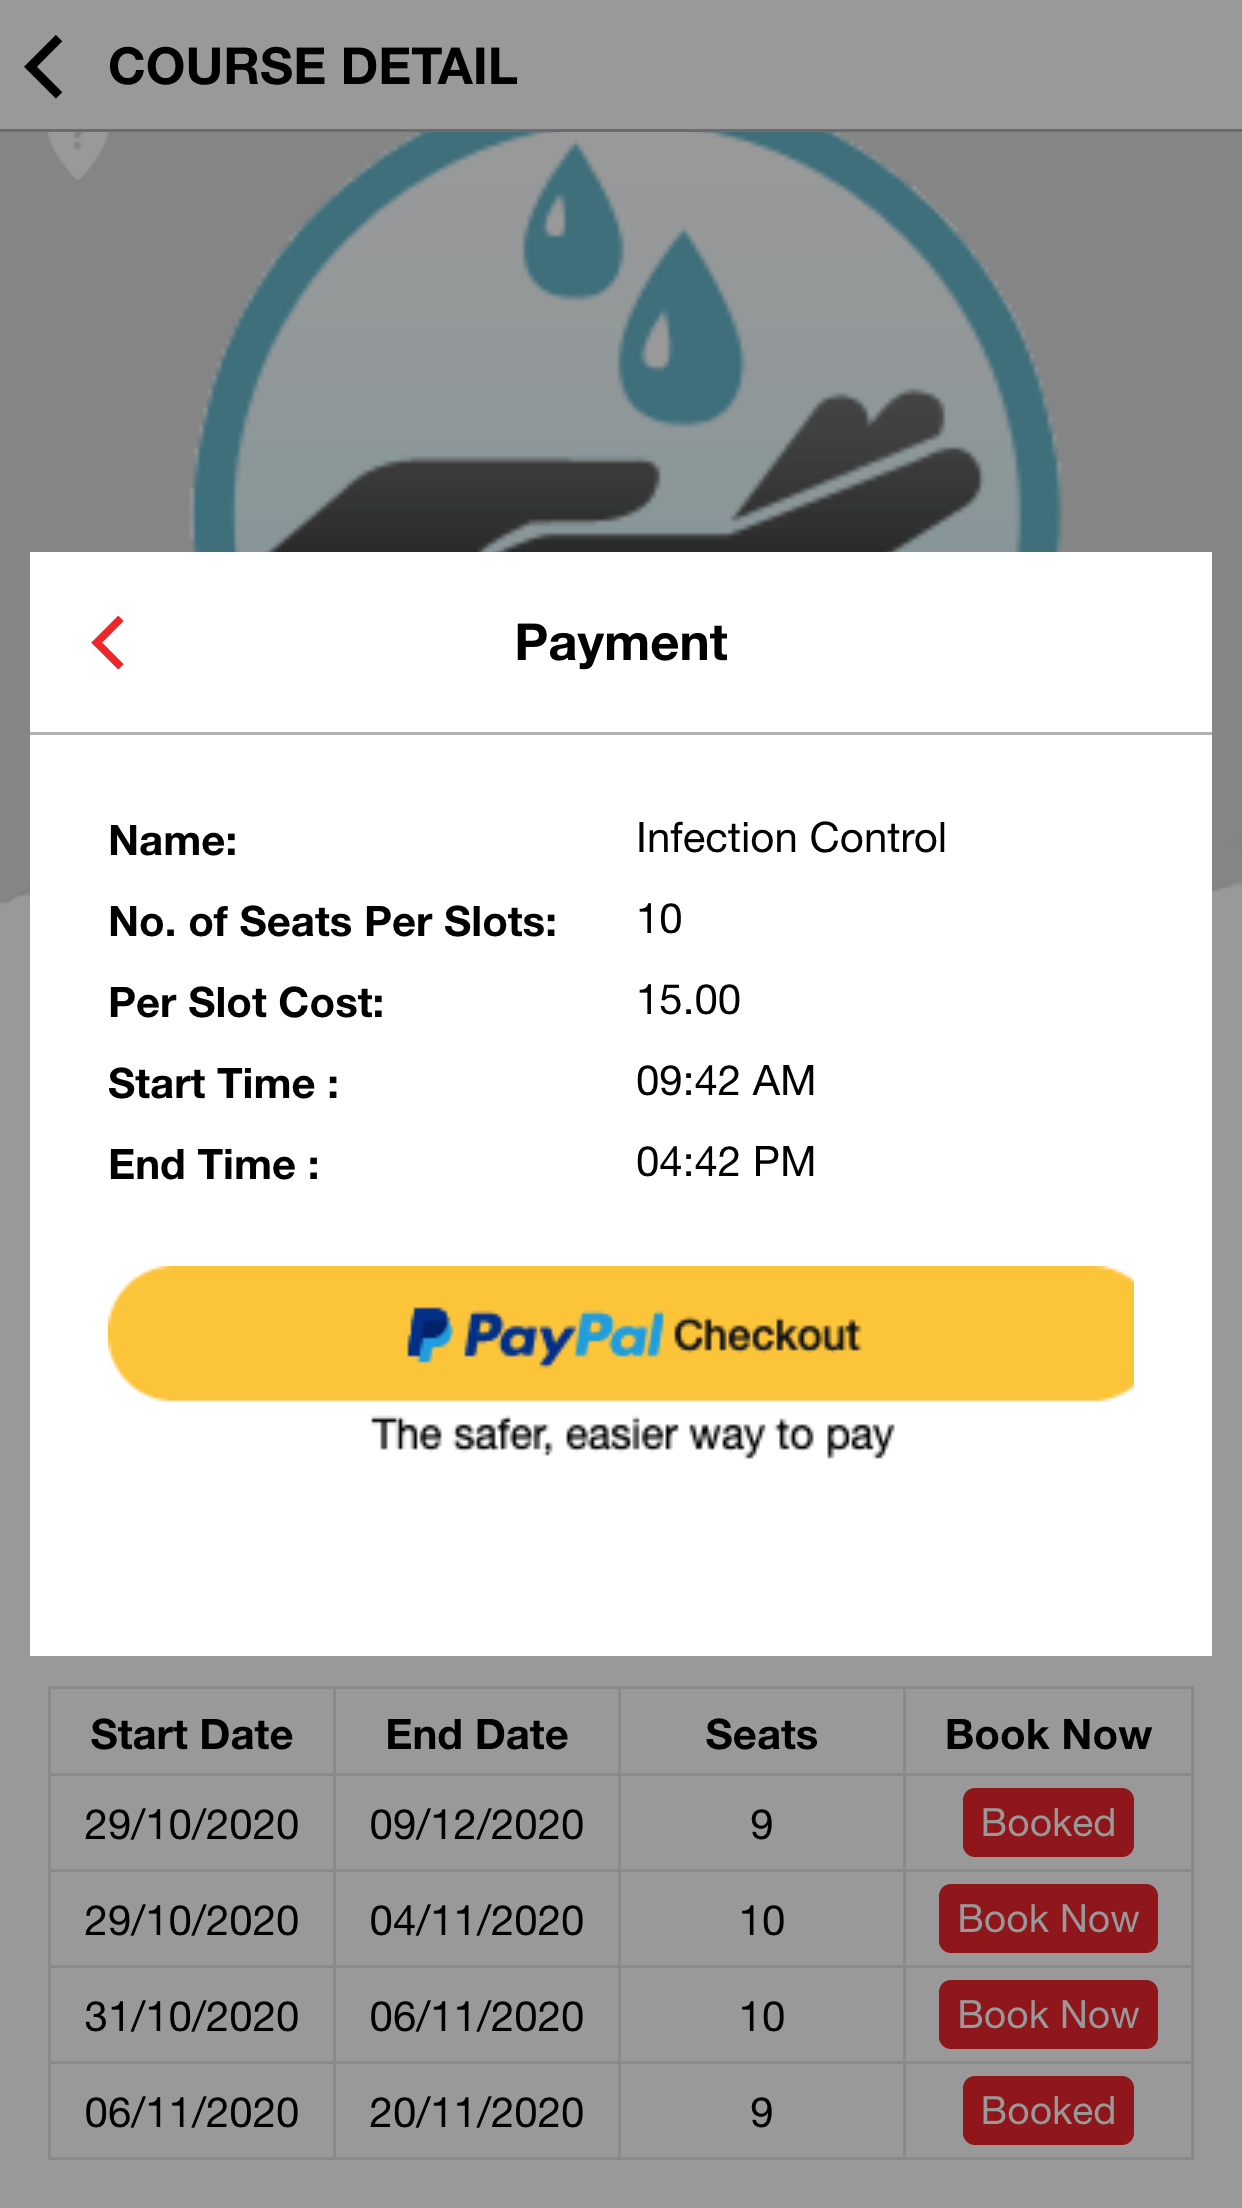 COURSE DETAIL
Payment
Name: Infection Control
No. of Seats Per Slots: 10
Per Slot Cost: 15.00
Start Time : 09:42 AM
End Time : 04:42 PM
PayPal Checkout
The safer, easier way to pay
Start Date End Date Seats Book Now
29/10/2020 09/12/2020 9 Booked
29/10/2020 04/11/2020 10 Book Now
31/10/2020 06/11/2020 10 Book Now
06/11/2020 20/11/2020 9 Booked